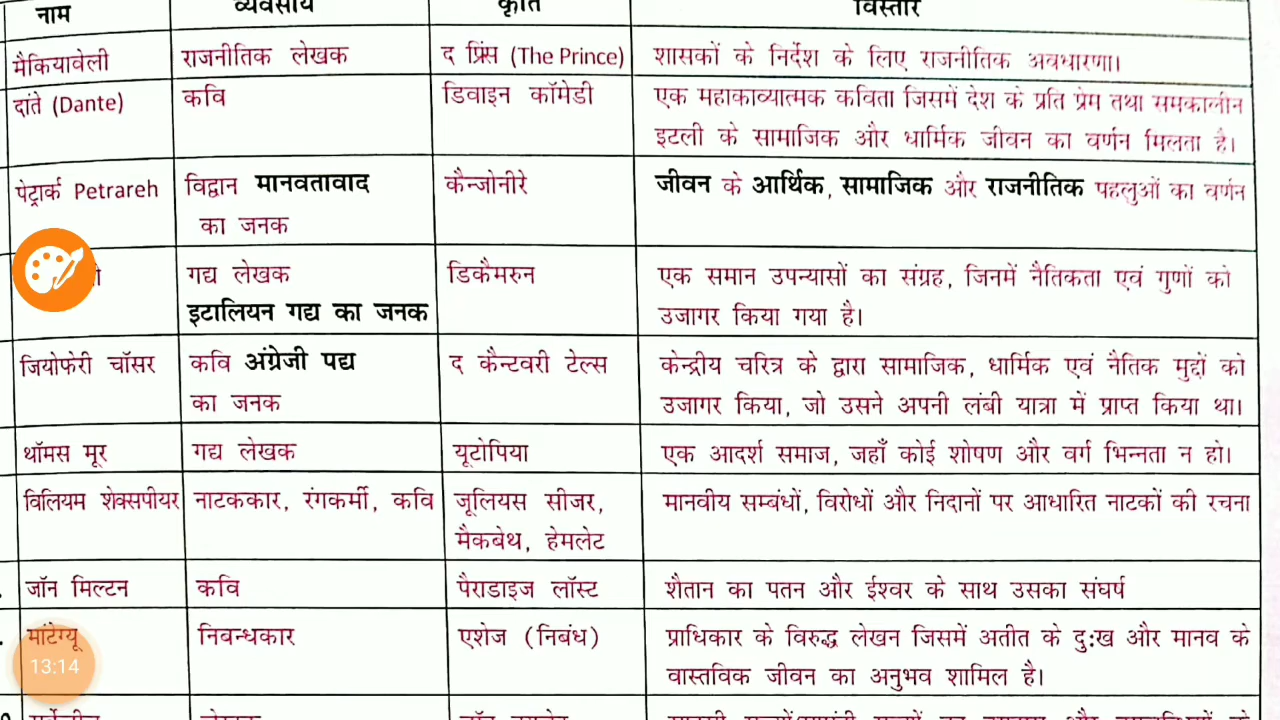 नाम व्यवसाय कृति विस्तार
मैकियावेली राजनीतिक लेखक द प्रिंस (The Prince) शासकों के निर्देश के लिए राजनीतिक अवधारणा।
दांते (Dante) कवि डिवाइन कॉमेडी एक महाकाव्यात्मक कविता जिसमें देश के प्रति प्रेम तथा समकालीन
इटली के सामाजिक और धार्मिक जीवन का वर्णन मिलता है।
पेट्रार्क Petrareh विद्वान मानवतावाद कैन्जोनीरे जीवन के आर्थिक, सामाजिक और राजनीतिक पहलुओं का वर्णन
का जनक
गद्य लेखक डिकैमरुन एक समान उपन्यासों का संग्रह, जिनमें नैतिकता एवं गुणों को
इटालियन गद्य का जनक उजागर किया गया है।
जियोफेरी चॉसर कवि अंग्रेजी पद्य द कैन्टवरी टेल्स केन्द्रीय चरित्र के द्वारा सामाजिक, धार्मिक एवं नैतिक मुद्दों को
का जनक उजागर किया, जो उसने अपनी लंबी यात्रा में प्राप्त किया था।
थॉमस मूर गद्य लेखक यूटोपिया एक आदर्श समाज, जहाँ कोई शोषण और वर्ग भिन्नता न हो।
विलियम शेक्सपीयर नाटककार, रंगकर्मी, कवि जूलियस सीजर, मानवीय सम्बंधों, विरोधों और निदानों पर आधारित नाटकों की रचना
मैकबेथ, हेमलेट
जॉन मिल्टन कवि पैराडाइज लॉस्ट शैतान का पतन और ईश्वर के साथ उसका संघर्ष
मांटेग्यू निवन्धकार एशेज (निबंध) प्राधिकार के विरुद्ध लेखन जिसमें अतीत के दुःख और मानव के
13:14 वास्तविक जीवन का अनुभव शामिल है।